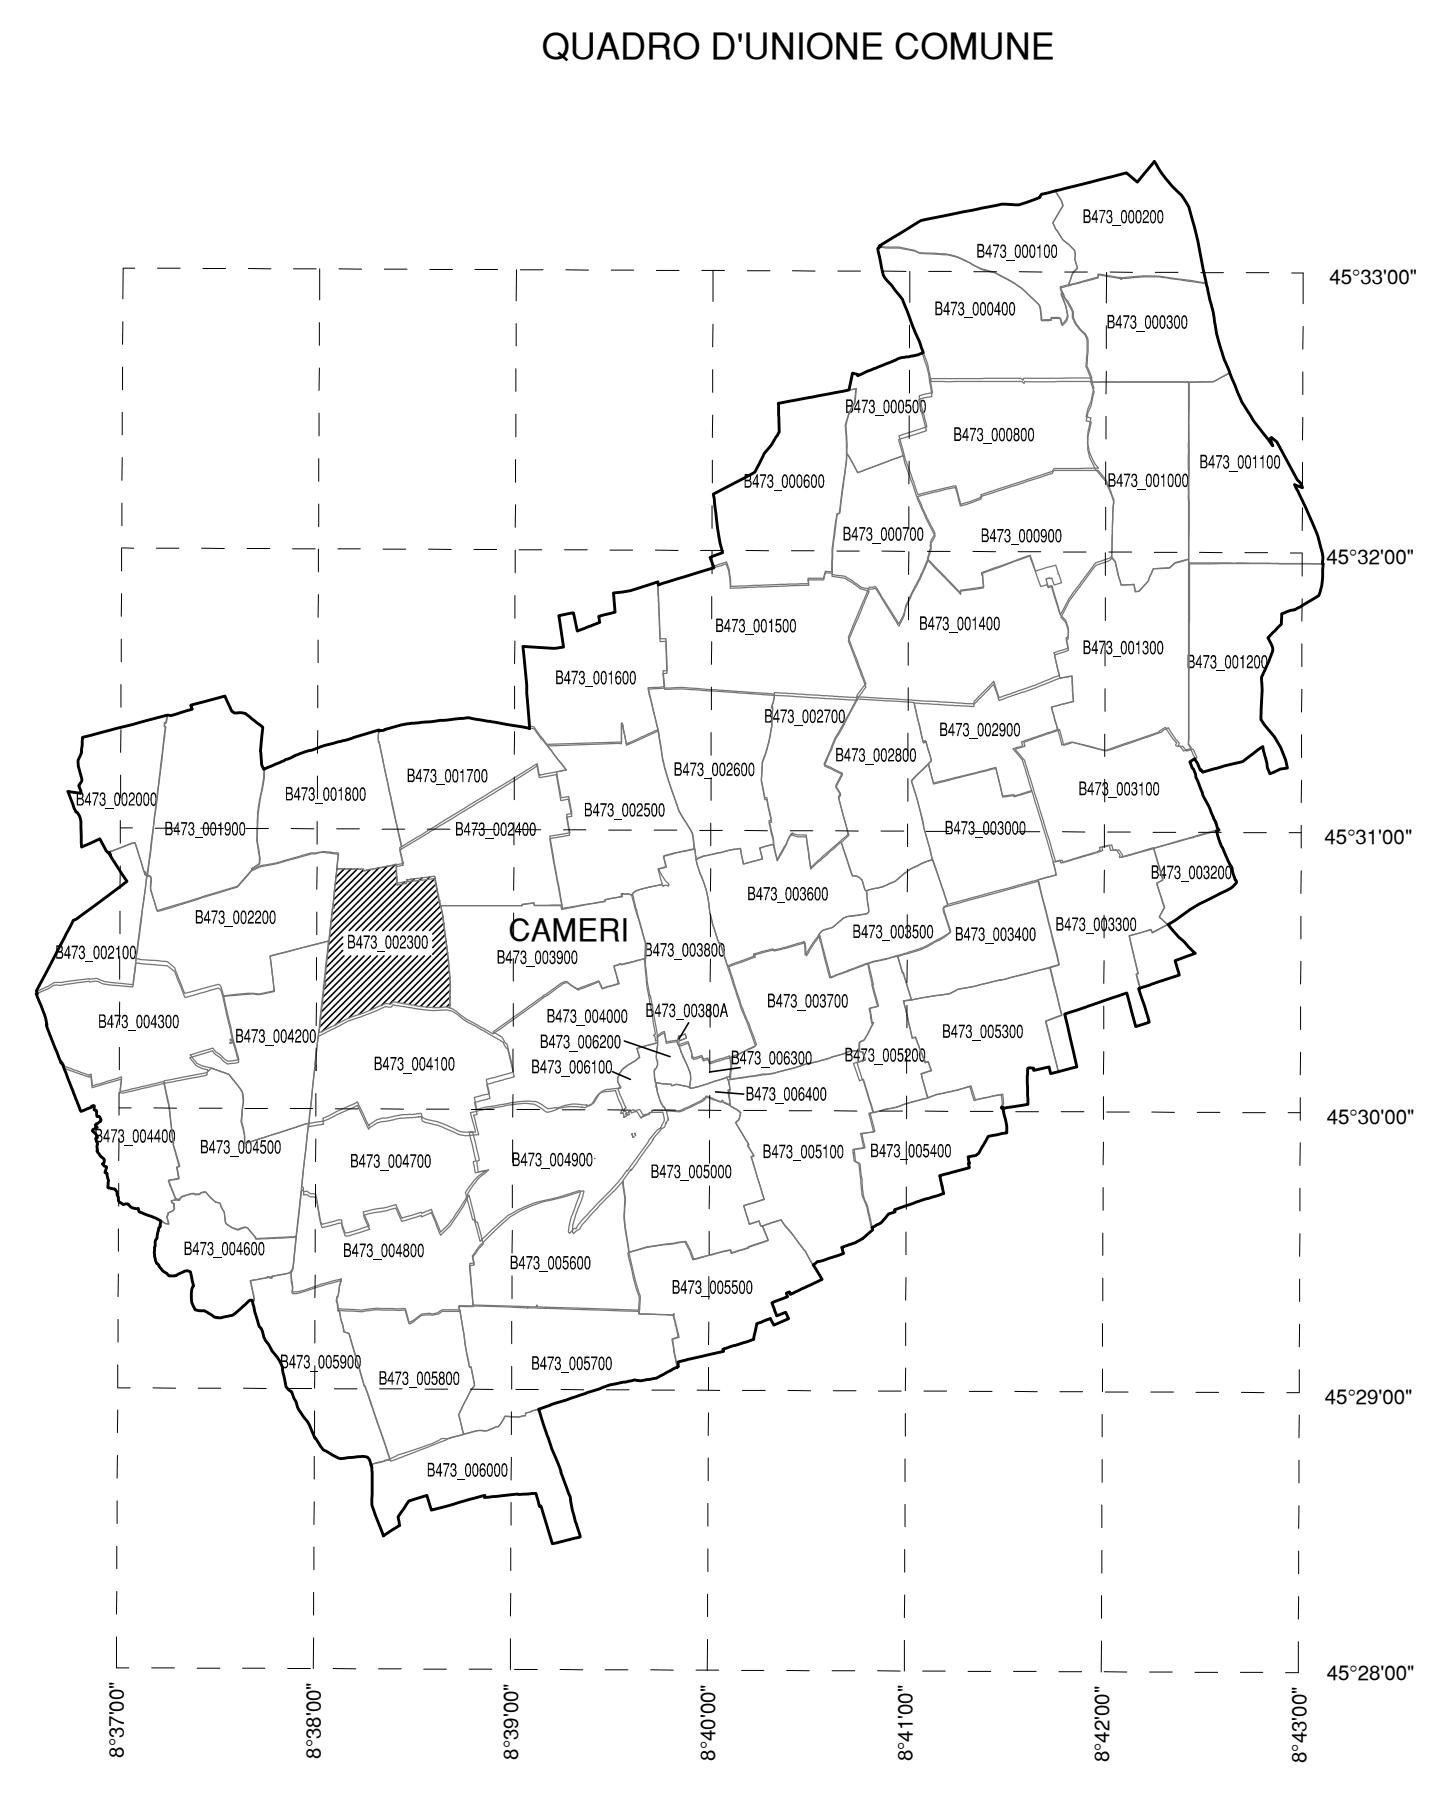 QUADRO D'UNIONE COMUNE
B473_000200
B473_000100
45°33'00"
B473_000400
B473_000300
B473_000500
B473_000800
B473_001100
B473_000600
B473_001000
B473_000700
B473_000900
45°32'00"
B473_001500
B473_001400
B473_001300
B473_001200
B473_001600
B473_002700
B473_002900
B473_002800
B473_002600
B473_001700
B473_003100
B473_001800
B473_002000
B473_002500
B473_001900
B473_002400
B473_003000
45°31'00"
B473_003200
B473_003600
B473_002200
B473_003300
CAMERI
B473_003500
B473_003400
B473_002300
B473_003800
B473_002100
B473_003900
B473_003700
B473_00380A
B473_004000
B473_004300
B473_005300
B473_004200
B473_006200
B473_005200
B473_006300
B473_004100
B473_006100
B473_006400
45°30'00"
B473_004400
B473_004500
B473_005100
B473_005400
B473_004700
B473_004900
B473_005000
B473_004600
B473_004800
B473_005600
B473_005500
B473_005900
B473_005700
B473_005800
45°29'00"
B473_006000
45°28'00"
8°37'00"
8°38'00"
8°39'00"
8°40'00"
8°41'00"
8°42'00"
8°43'00"